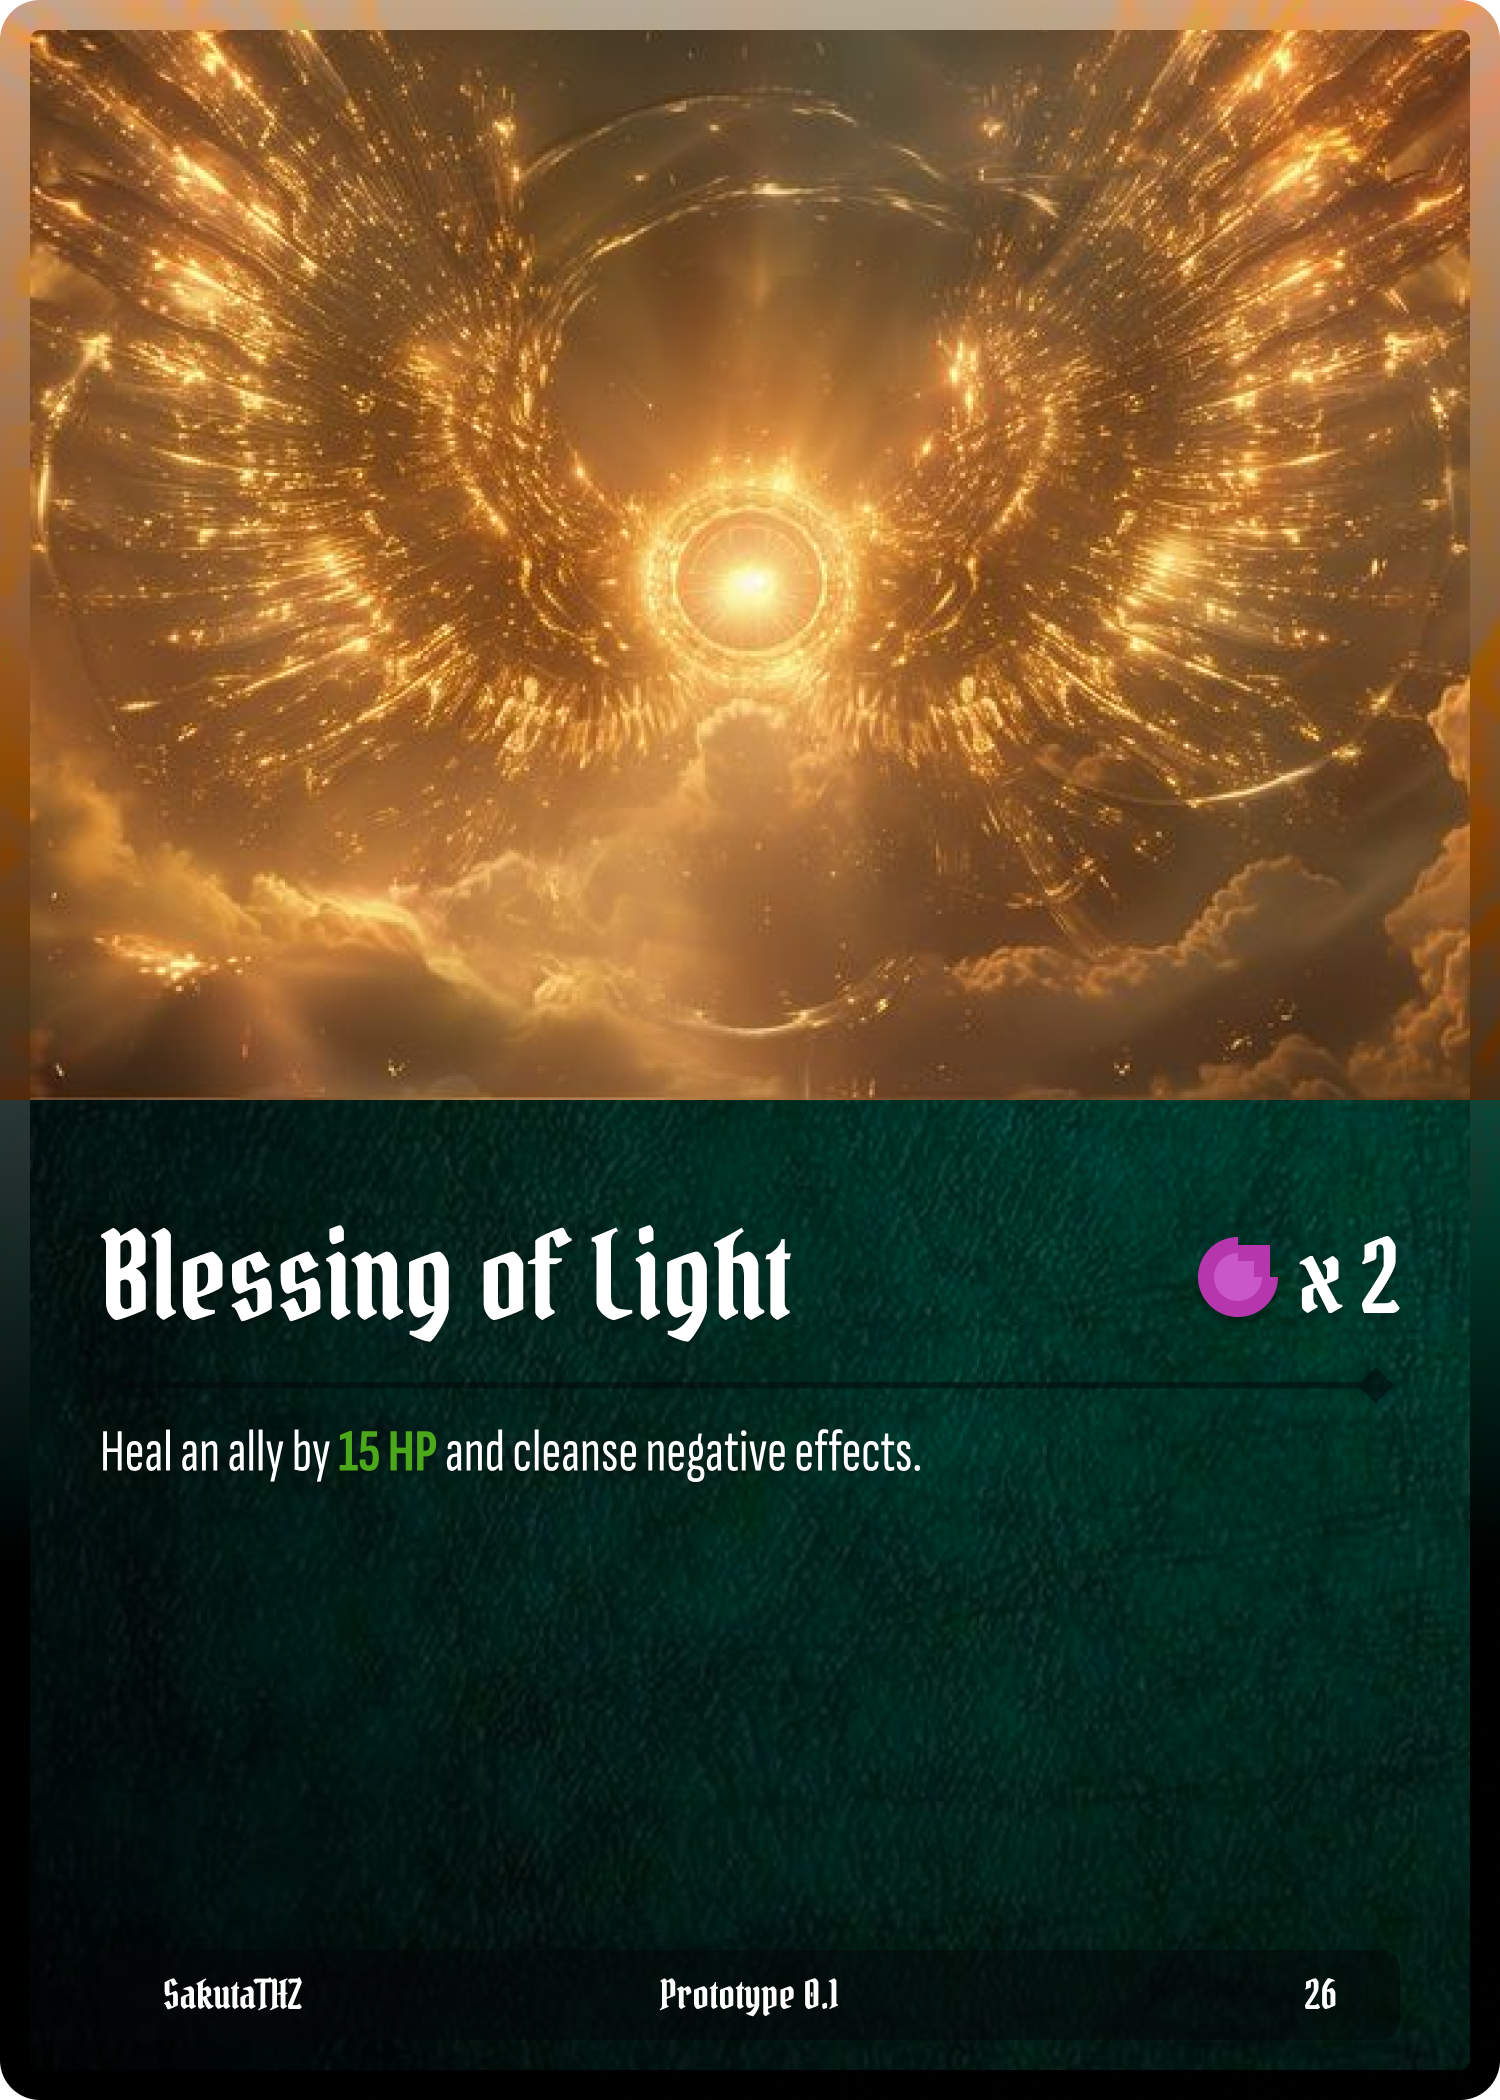 Blessing of Light
x 2
Heal an ally by 15 HP and cleanse negative effects.
SakutaTHZ
Prototype 0.1
26